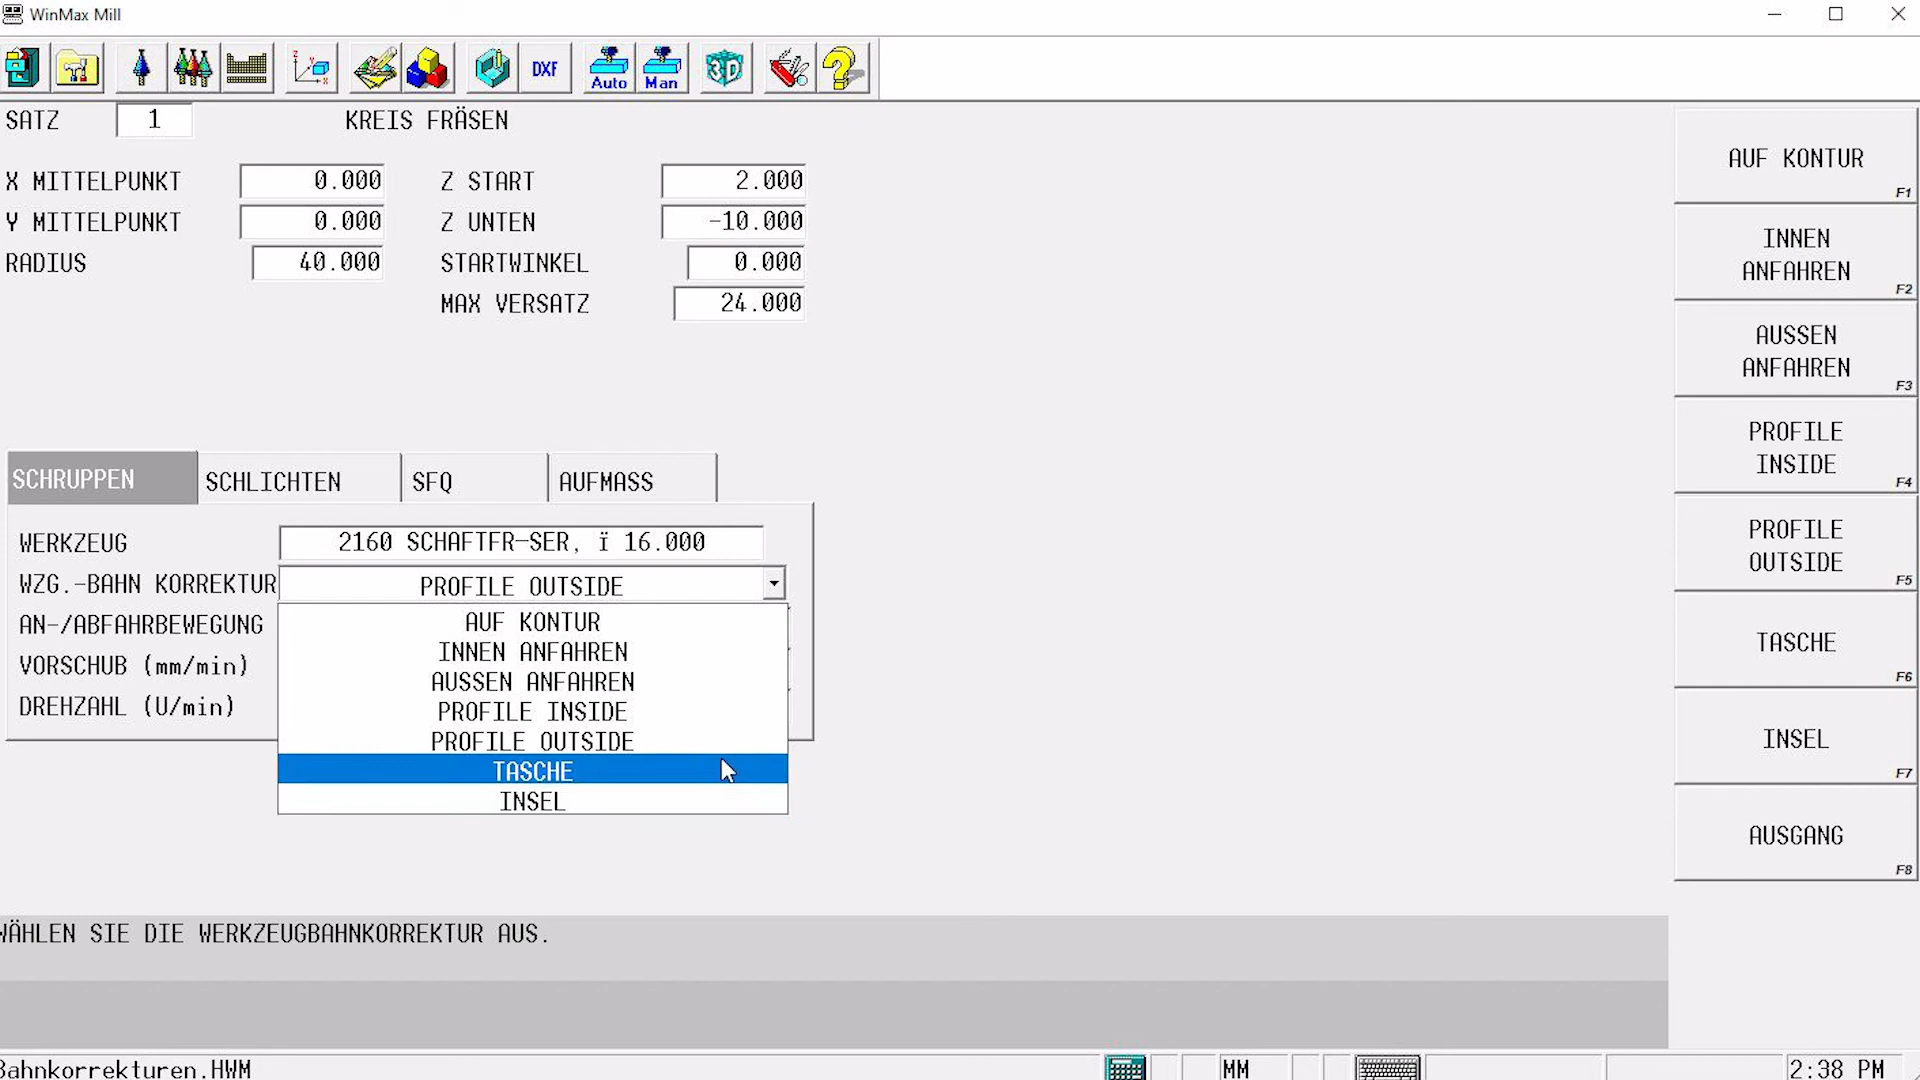 WinMax Mill
DXF
Auto
Man
3D
SATZ 1 KREIS FRÄSEN
X MITTELPUNKT 0.000 Z START 2.000
Y MITTELPUNKT 0.000 Z UNTEN -10.000
RADIUS 40.000 STARTWINKEL 0.000
MAX VERSATZ 24.000
SCHRUPPEN SCHLICHTEN SFQ AUFMASS
WERKZEUG 2160 SCHAFTFR-SER, ï 16.000
WZG.-BAHN KORREKTUR PROFILE OUTSIDE
AN-/ABFAHRBEWEGUNG
VORSCHUB (mm/min)
DREHZAHL (U/min)
AUF KONTUR
INNEN ANFAHREN
AUSSEN ANFAHREN
PROFILE INSIDE
PROFILE OUTSIDE
TASCHE
INSEL
AUF KONTUR
F1
INNEN
ANFAHREN
F2
AUSSEN
ANFAHREN
F3
PROFILE
INSIDE
F4
PROFILE
OUTSIDE
F5
TASCHE
F6
INSEL
F7
AUSGANG
F8
WÄHLEN SIE DIE WERKZEUGBAHNKORREKTUR AUS.
Bahnkorrekturen.HWM MM 2:38 PM